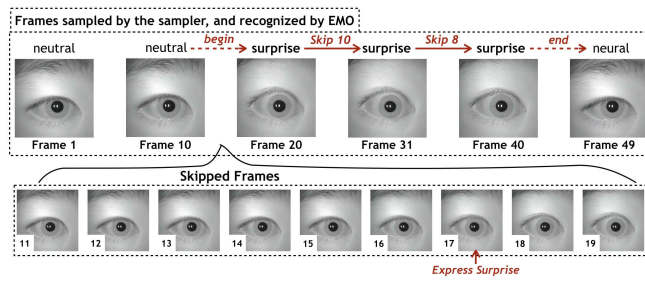 Frames sampled by the sampler, and recognized by EMO
neutral neutral begin surprise Skip 10 surprise Skip 8 surprise end neural
Frame 1 Frame 10 Frame 20 Frame 31 Frame 40 Frame 49
Skipped Frames
11 12 13 14 15 16 17 18 19
Express Surprise